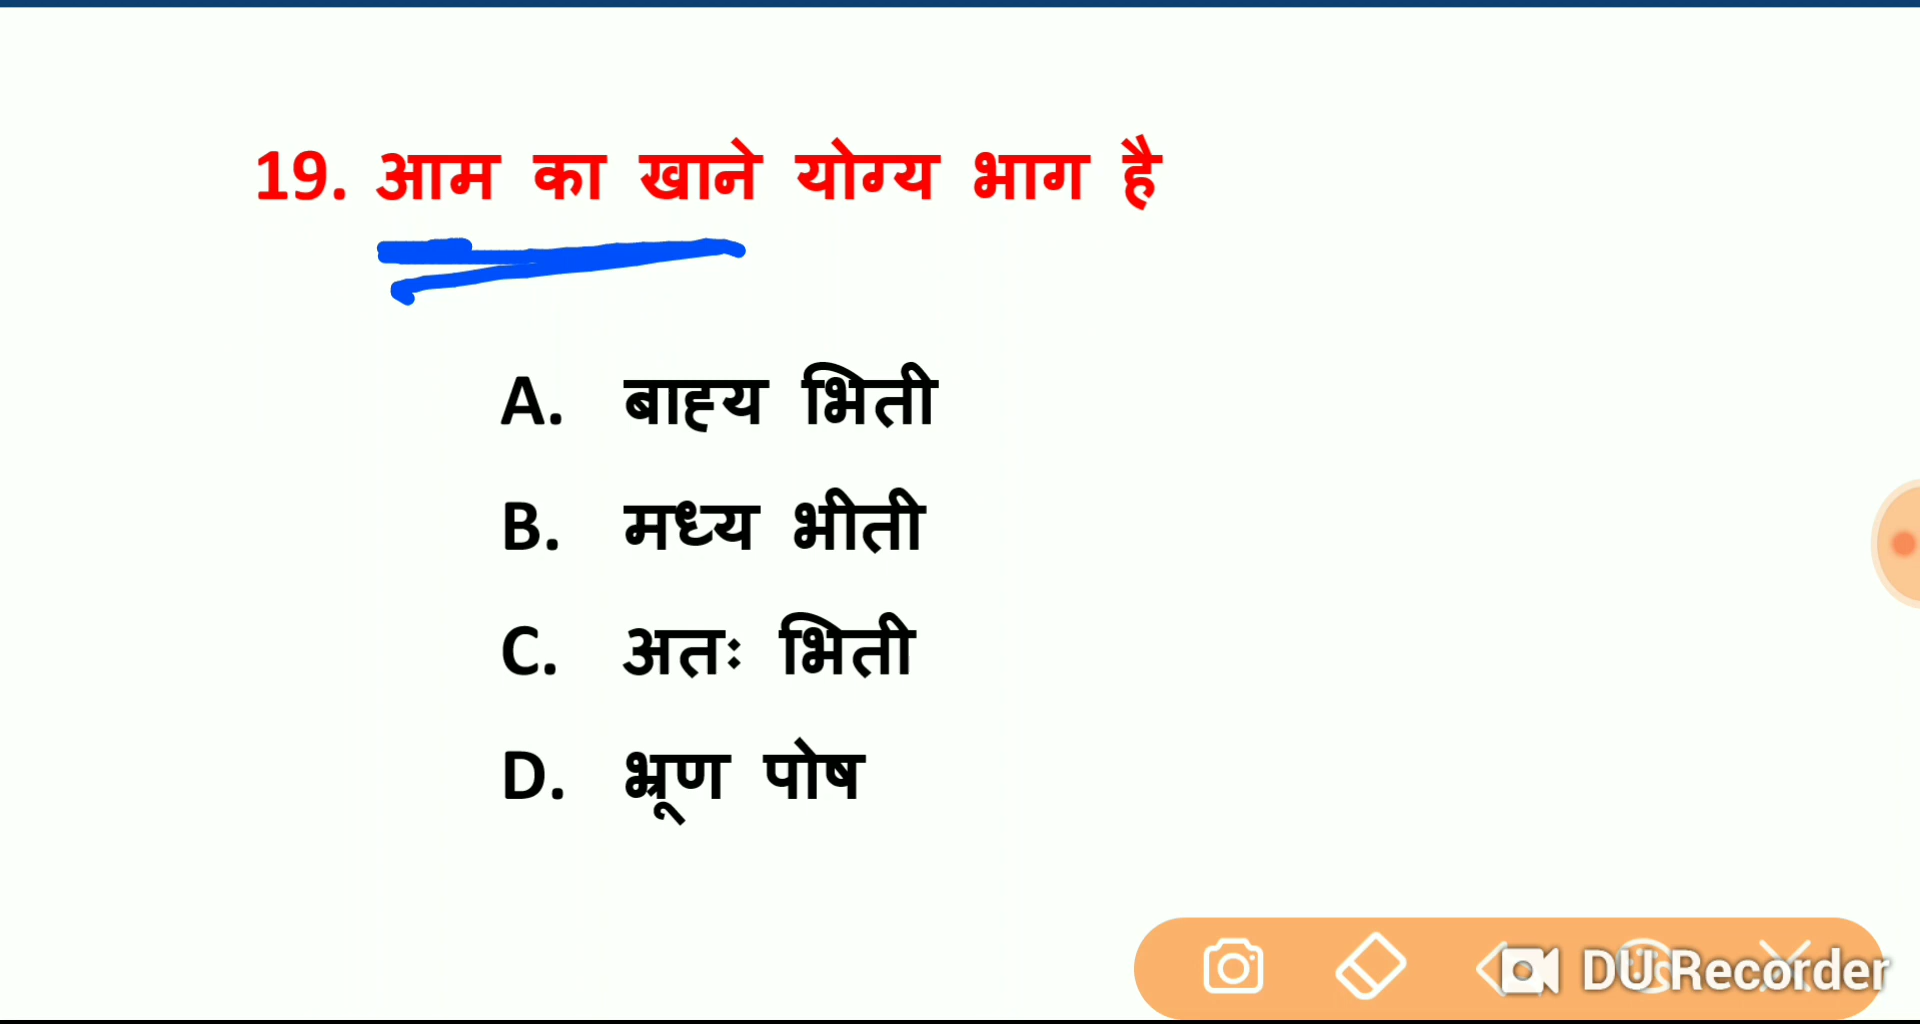 19. आम का खाने योग्य भाग है
A. बाह्य भिती
B. मध्य भीती
C. अतः भिती
D. भ्रूण पोष
DU Recorder